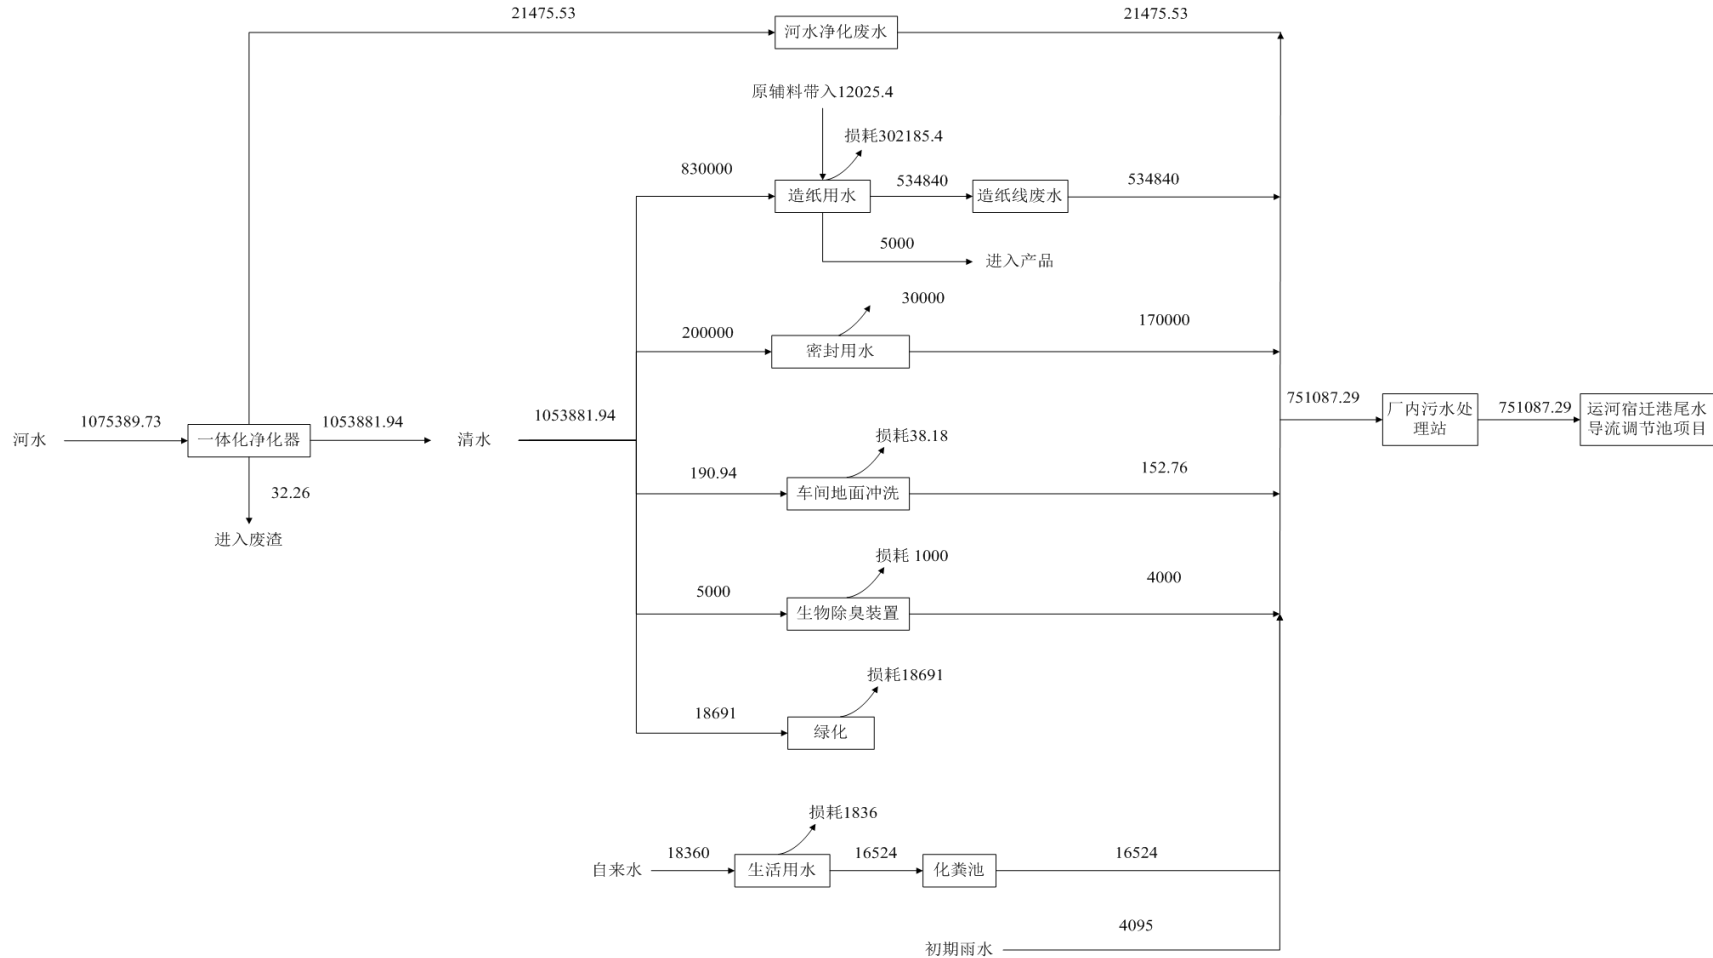 21475.53
21475.53
河水净化废水
原辅料带入12025.4
损耗302185.4
830000
造纸用水
534840
造纸线废水
534840
5000
进入产品
30000
200000
密封用水
170000
751087.29
厂内污水处
理站
751087.29
运河宿迁港尾水
导流调节池项目
河水
1075389.73
一体化净化器
1053881.94
清水
1053881.94
32.26
进入废渣
损耗38.18
190.94
车间地面冲洗
152.76
损耗 1000
5000
生物除臭装置
4000
损耗18691
18691
绿化
损耗1836
自来水
18360
生活用水
16524
化粪池
16524
4095
初期雨水